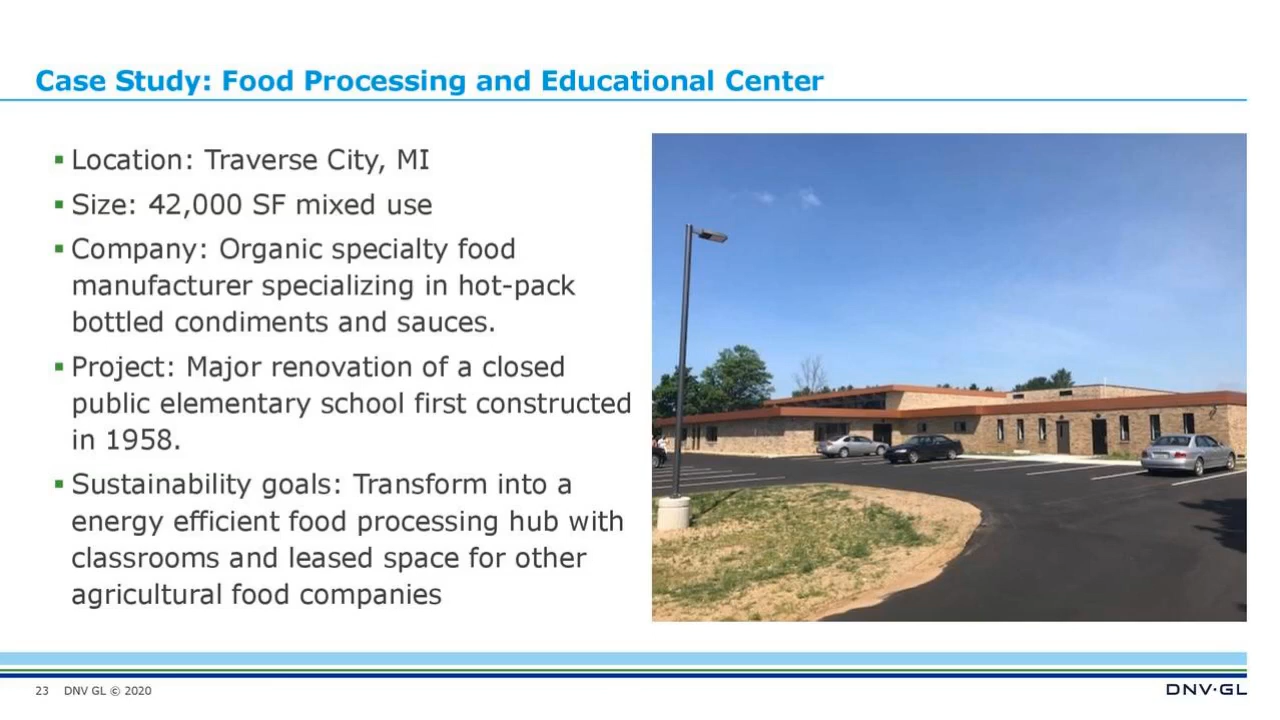 Case Study: Food Processing and Educational Center
▪ Location: Traverse City, MI
▪ Size: 42,000 SF mixed use
▪ Company: Organic specialty food
manufacturer specializing in hot-pack
bottled condiments and sauces.
▪ Project: Major renovation of a closed
public elementary school first constructed
in 1958.
▪ Sustainability goals: Transform into a
energy efficient food processing hub with
classrooms and leased space for other
agricultural food companies
23 DNV GL © 2020
DNV·GL